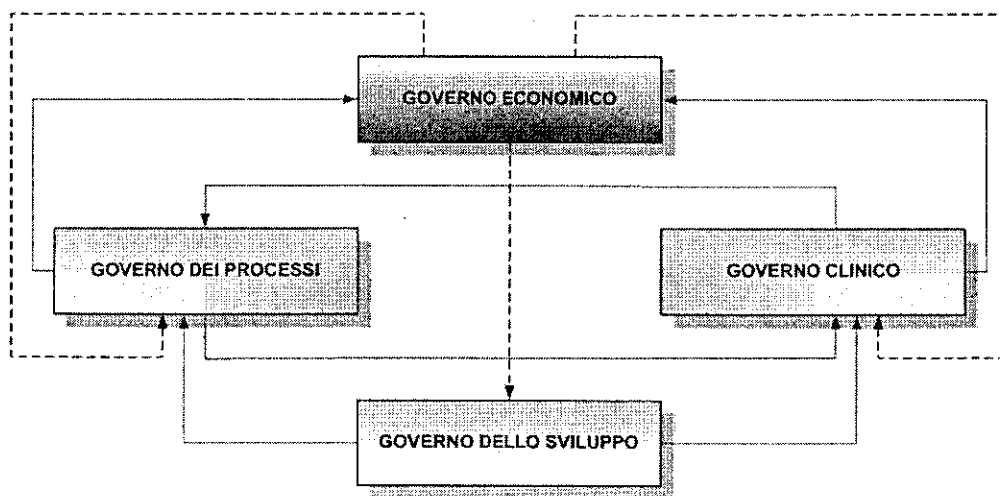 GOVERNO ECONOMICO
GOVERNO DEI PROCESSI
GOVERNO CLINICO
GOVERNO DELLO SVILUPPO